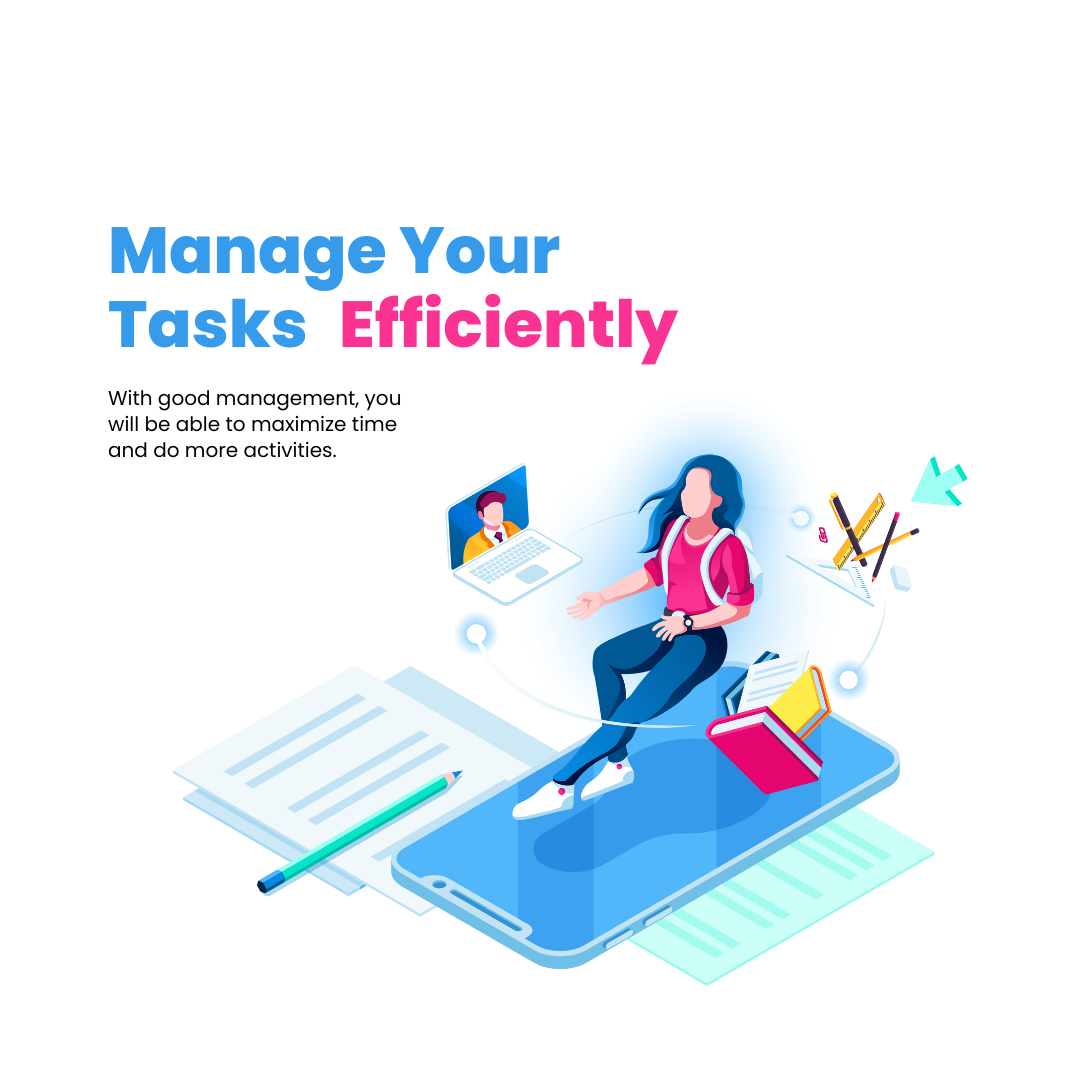 Manage Your
Tasks Efficiently
With good management, you
will be able to maximize time
and do more activities.